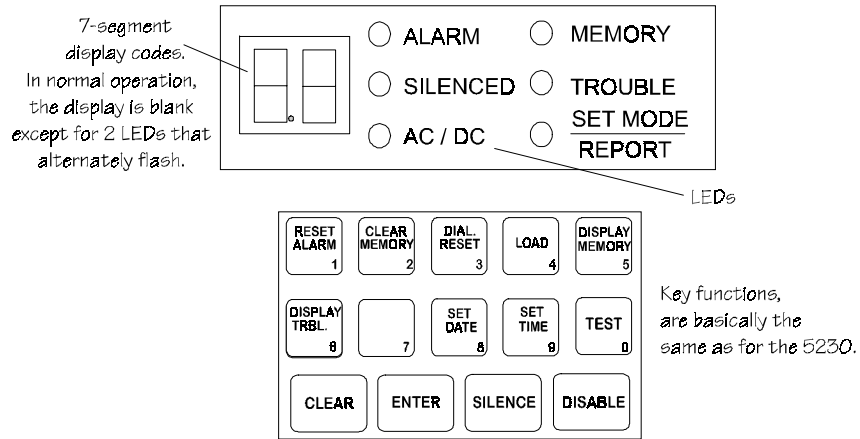 7-segment
display codes.
In normal operation,
the display is blank
except for 2 LEDs that
alternately flash.
ALARM
MEMORY
SILENCED
TROUBLE
AC / DC
SET MODE
REPORT
LEDs
RESET
ALARM
1
CLEAR
MEMORY
2
DIAL.
RESET
3
LOAD
4
DISPLAY
MEMORY
5
DISPLAY
TRBL.
6
7
SET
DATE
8
SET
TIME
9
TEST
0
CLEAR
ENTER
SILENCE
DISABLE
Key functions,
are basically the
same as for the 5230.